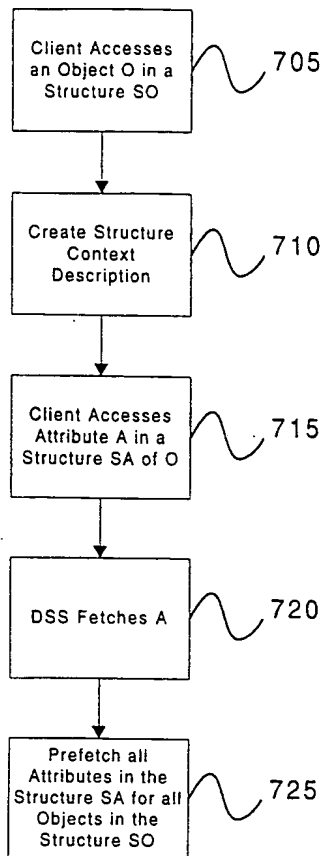 Client Accesses
an Object O in a
Structure SO
705
Create Structure
Context
Description
710
Client Accesses
Attribute A in a
Structure SA of O
715
DSS Fetches A
720
Prefetch all
Attributes in the
Structure SA for all
Objects in the
Structure SO
725